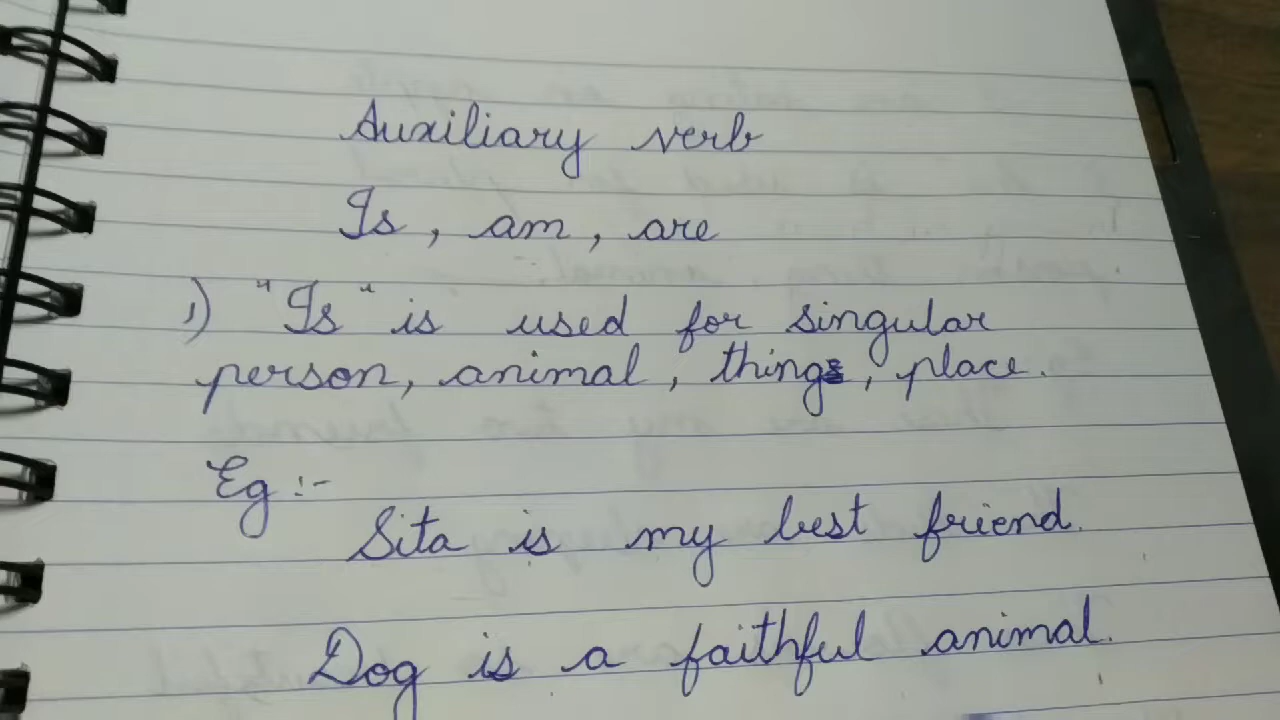 Auxiliary verb
Is, am, are
1) "Is" is used for singular
person, animal, thing, place.
Eg :-
Sita is my best friend.
Dog is a faithful animal.